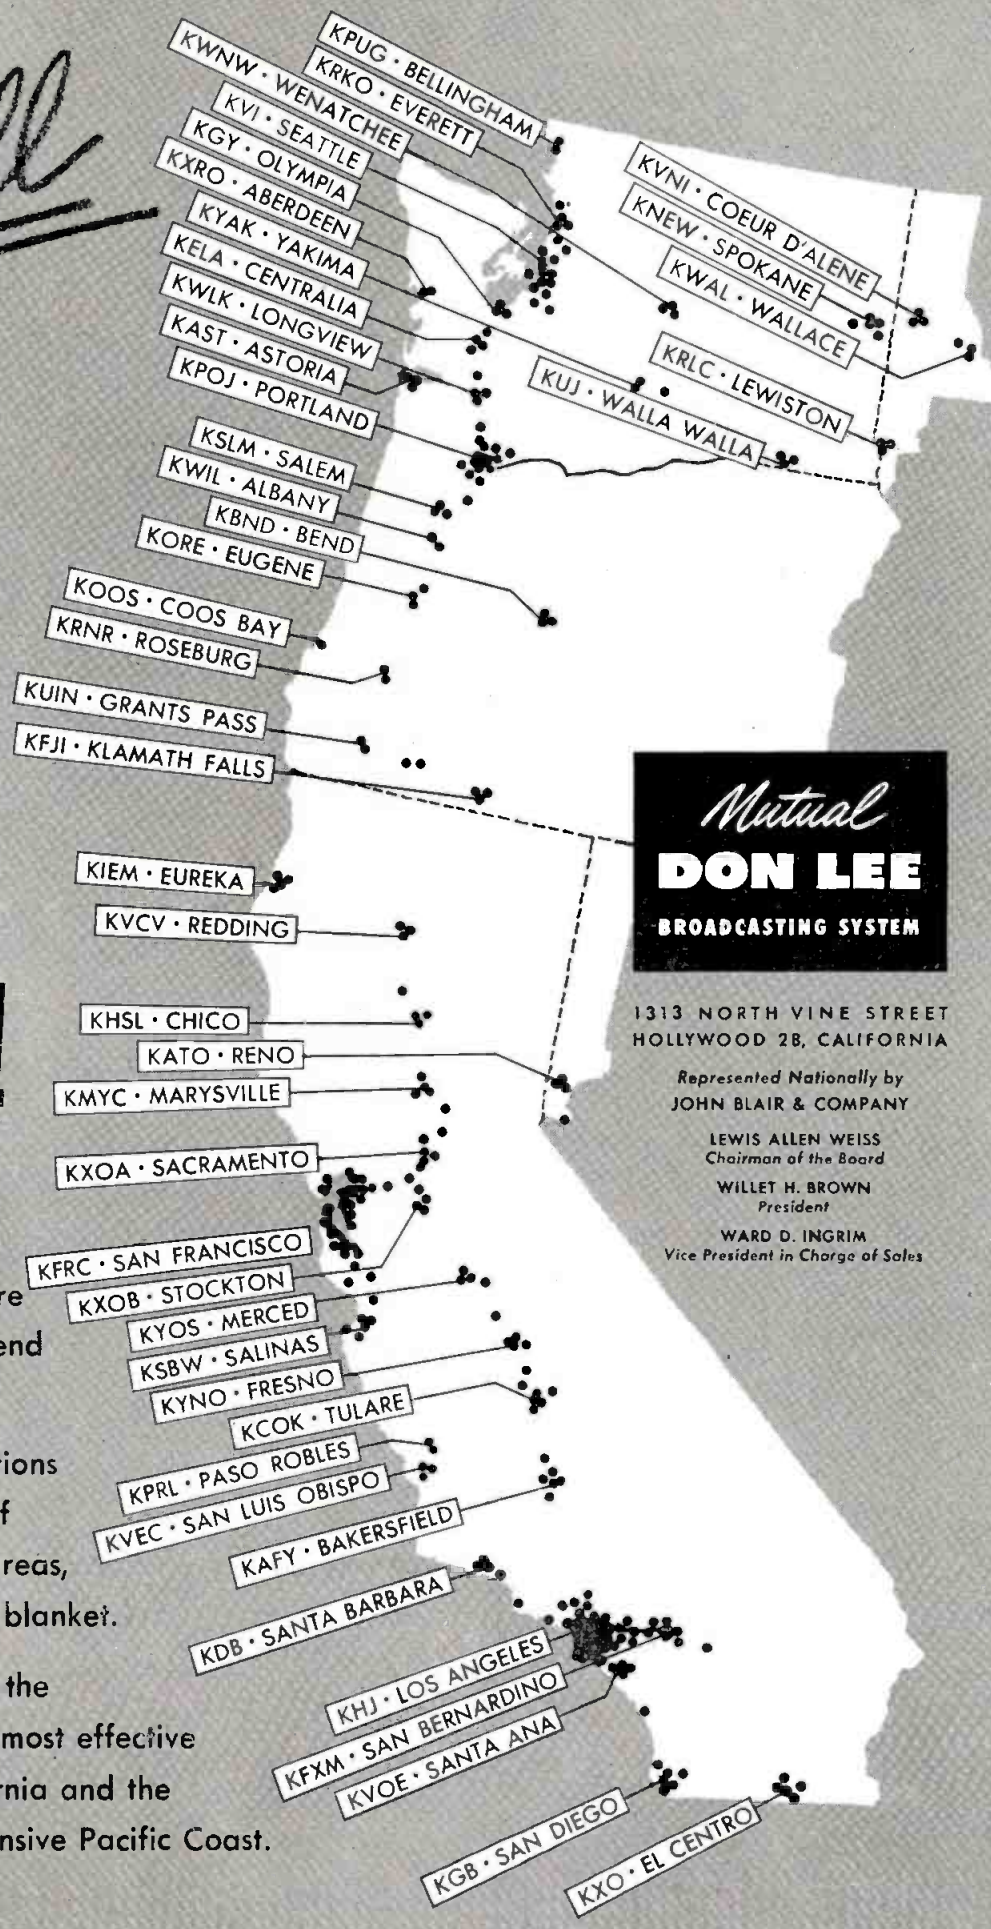 KPUG · BELLINGHAM
KRKO · EVERETT
KWNW · WENATCHEE
KVI · SEATTLE
KGY · OLYMPIA
KXRO · ABERDEEN
KYAK · YAKIMA
KELA · CENTRALIA
KWLK · LONGVIEW
KAST · ASTORIA
KPOJ · PORTLAND
KVNI · COEUR D'ALENE
KNEW · SPOKANE
KWAL · WALLACE
KRLC · LEWISTON
KUJ · WALLA WALLA
KSLM · SALEM
KWIL · ALBANY
KBND · BEND
KORE · EUGENE
KOOS · COOS BAY
KRNR · ROSEBURG
KUIN · GRANTS PASS
KFJI · KLAMATH FALLS
KIEM · EUREKA
KVCV · REDDING
KHSL · CHICO
KATO · RENO
KMYC · MARYSVILLE
KXOA · SACRAMENTO
KFRC · SAN FRANCISCO
KXOB · STOCKTON
KYOS · MERCED
KSBW · SALINAS
KYNO · FRESNO
KCOK · TULARE
KPRL · PASO ROBLES
KVEC · SAN LUIS OBISPO
KAFY · BAKERSFIELD
KDB · SANTA BARBARA
KHJ · LOS ANGELES
KFXM · SAN BERNARDINO
KVOE · SANTA ANA
KGB · SAN DIEGO
KXO · EL CENTRO
Mutual
DON LEE
BROADCASTING SYSTEM
1313 NORTH VINE STREET
HOLLYWOOD 28, CALIFORNIA
Represented Nationally by
JOHN BLAIR & COMPANY
LEWIS ALLEN WEISS
Chairman of the Board
WILLET H. BROWN
President
WARD D. INGRIM
Vice President in Charge of Sales
re
end
ions
f
reas,
blanket.
the
most effective
rnia and the
nsive Pacific Coast.